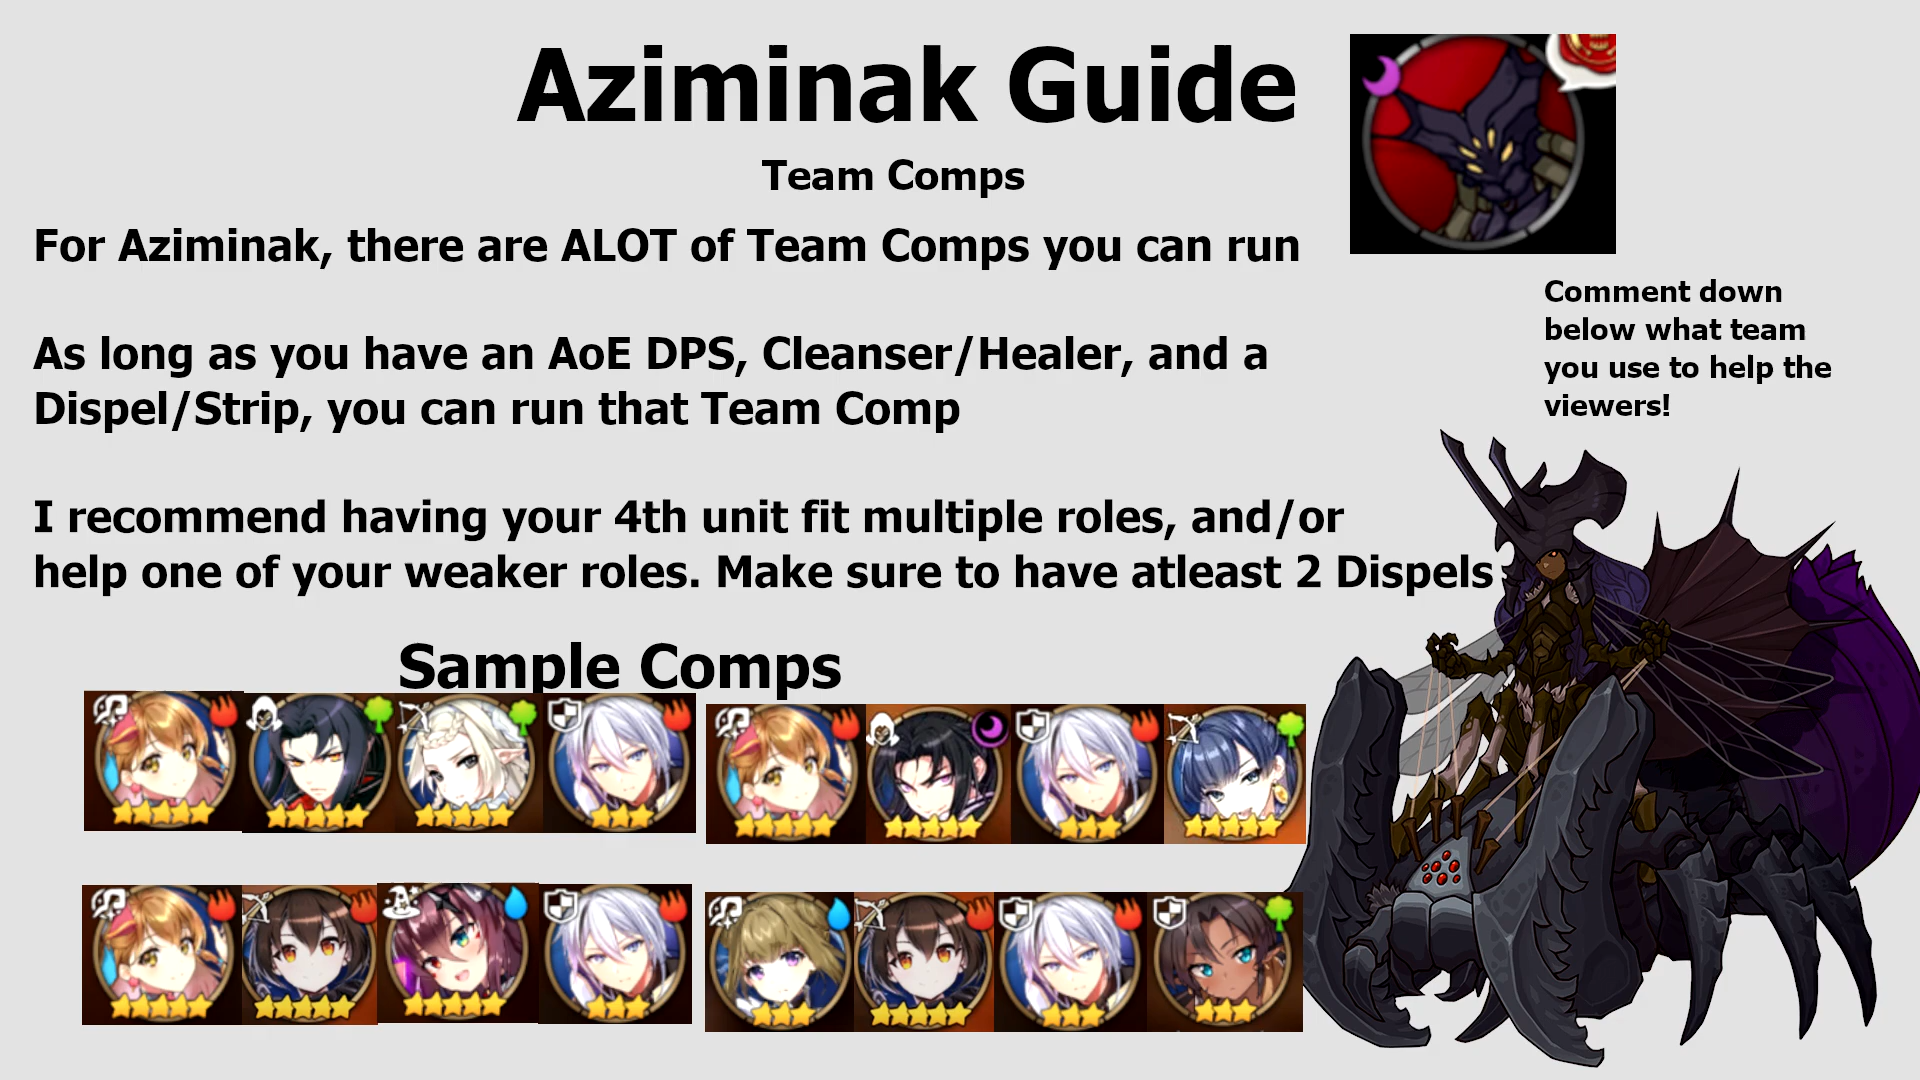 Aziminak Guide
Team Comps
For Aziminak, there are ALOT of Team Comps you can run
As long as you have an AoE DPS, Cleanser/Healer, and a
Dispel/Strip, you can run that Team Comp
I recommend having your 4th unit fit multiple roles, and/or
help one of your weaker roles. Make sure to have atleast 2 Dispels
Comment down
below what team
you use to help the
viewers!
Sample Comps